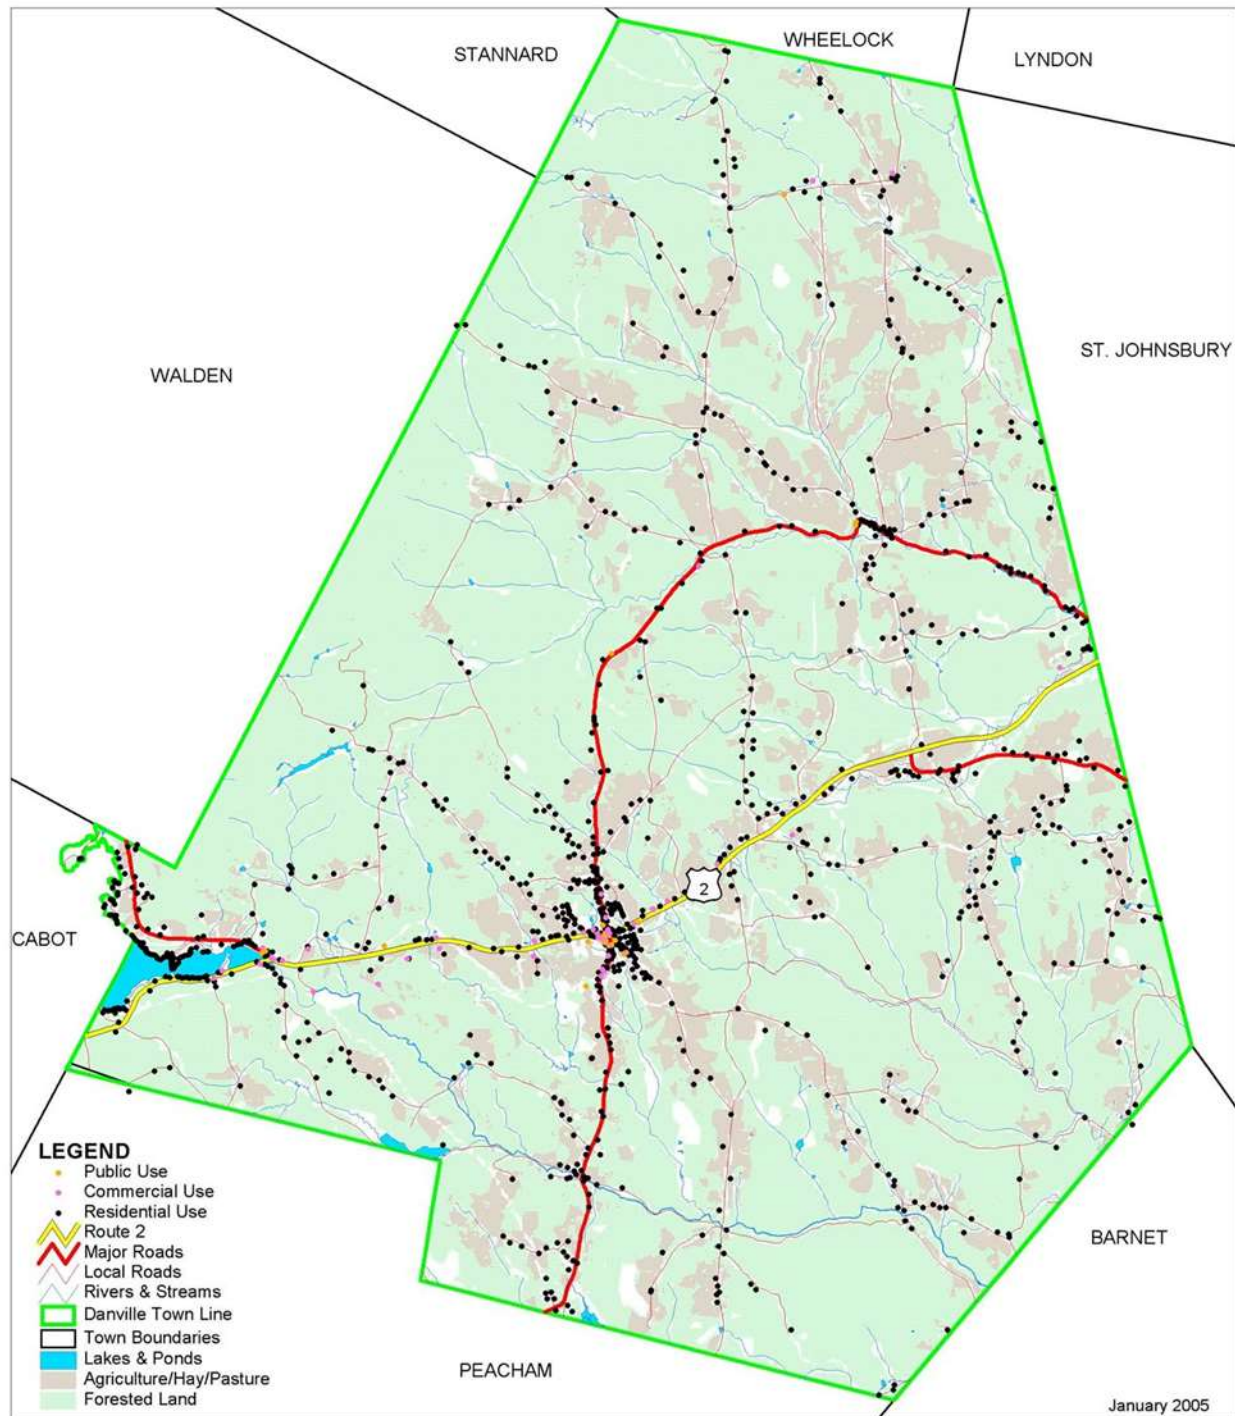 WHEELOCK
STANNARD
LYNDON
ST. JOHNSBURY
WALDEN
2
CABOT
LEGEND
Public Use
Commercial Use
Residential Use
Route 2
Major Roads
Local Roads
Rivers & Streams
Danville Town Line
Town Boundaries
Lakes & Ponds
Agriculture/Hay/Pasture
Forested Land
BARNET
PEACHAM
January 2005